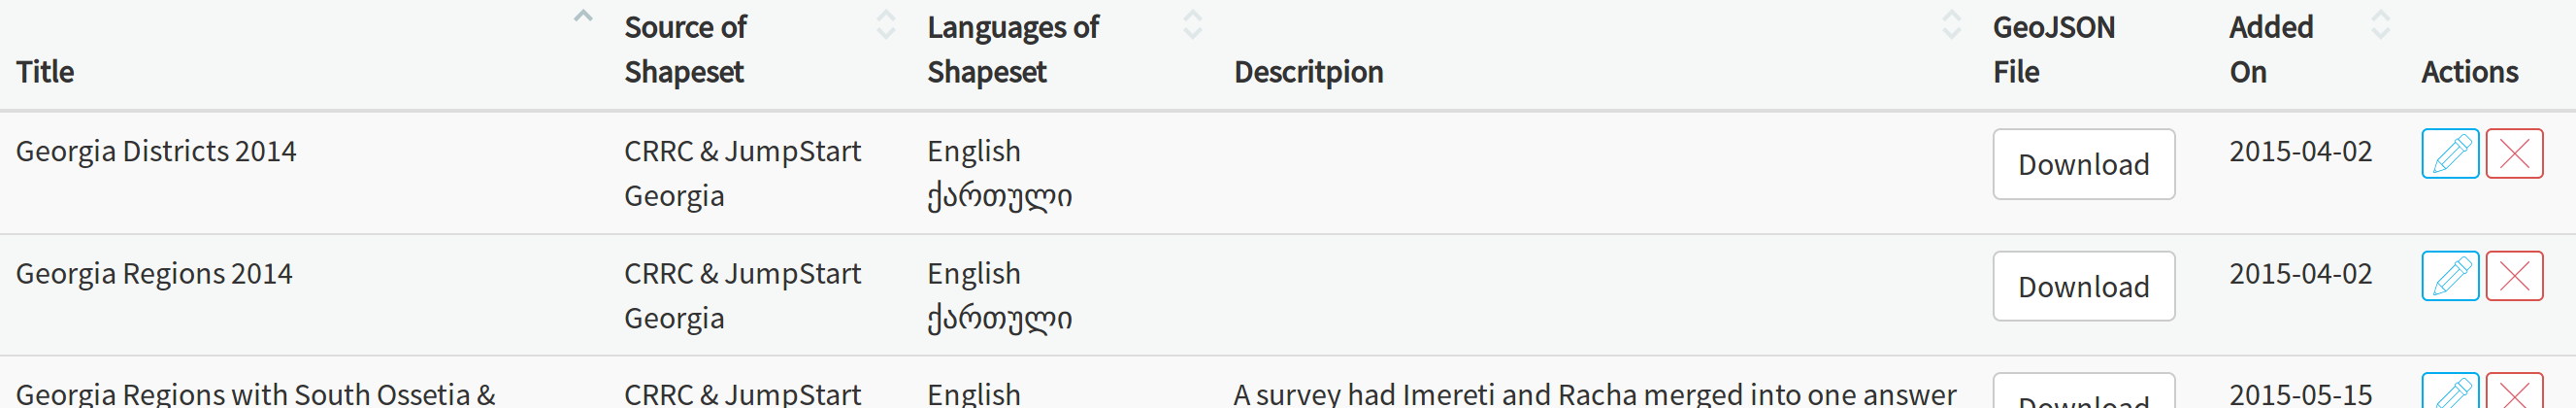 Title
Source of
Shapeset
Languages of
Shapeset
Descritpion
GeoJSON
File
Added
On
Actions
Georgia Districts 2014
CRRC & JumpStart
Georgia
English
ქართული
Download
2015-04-02
Georgia Regions 2014
CRRC & JumpStart
Georgia
English
ქართული
Download
2015-04-02
Georgia Regions with South Ossetia &
CRRC & JumpStart
English
A survey had Imereti and Racha merged into one answer
Download
2015-05-15